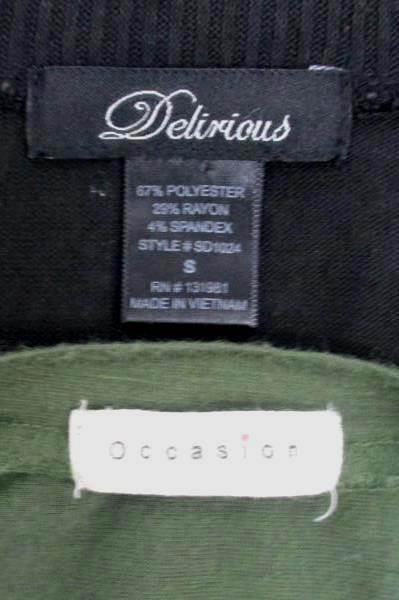 Delirious
67% POLYESTER
29% RAYON
4% SPANDEX
STYLE # SD1024
S
RN # 131981
MADE IN VIETNAM
Occasion